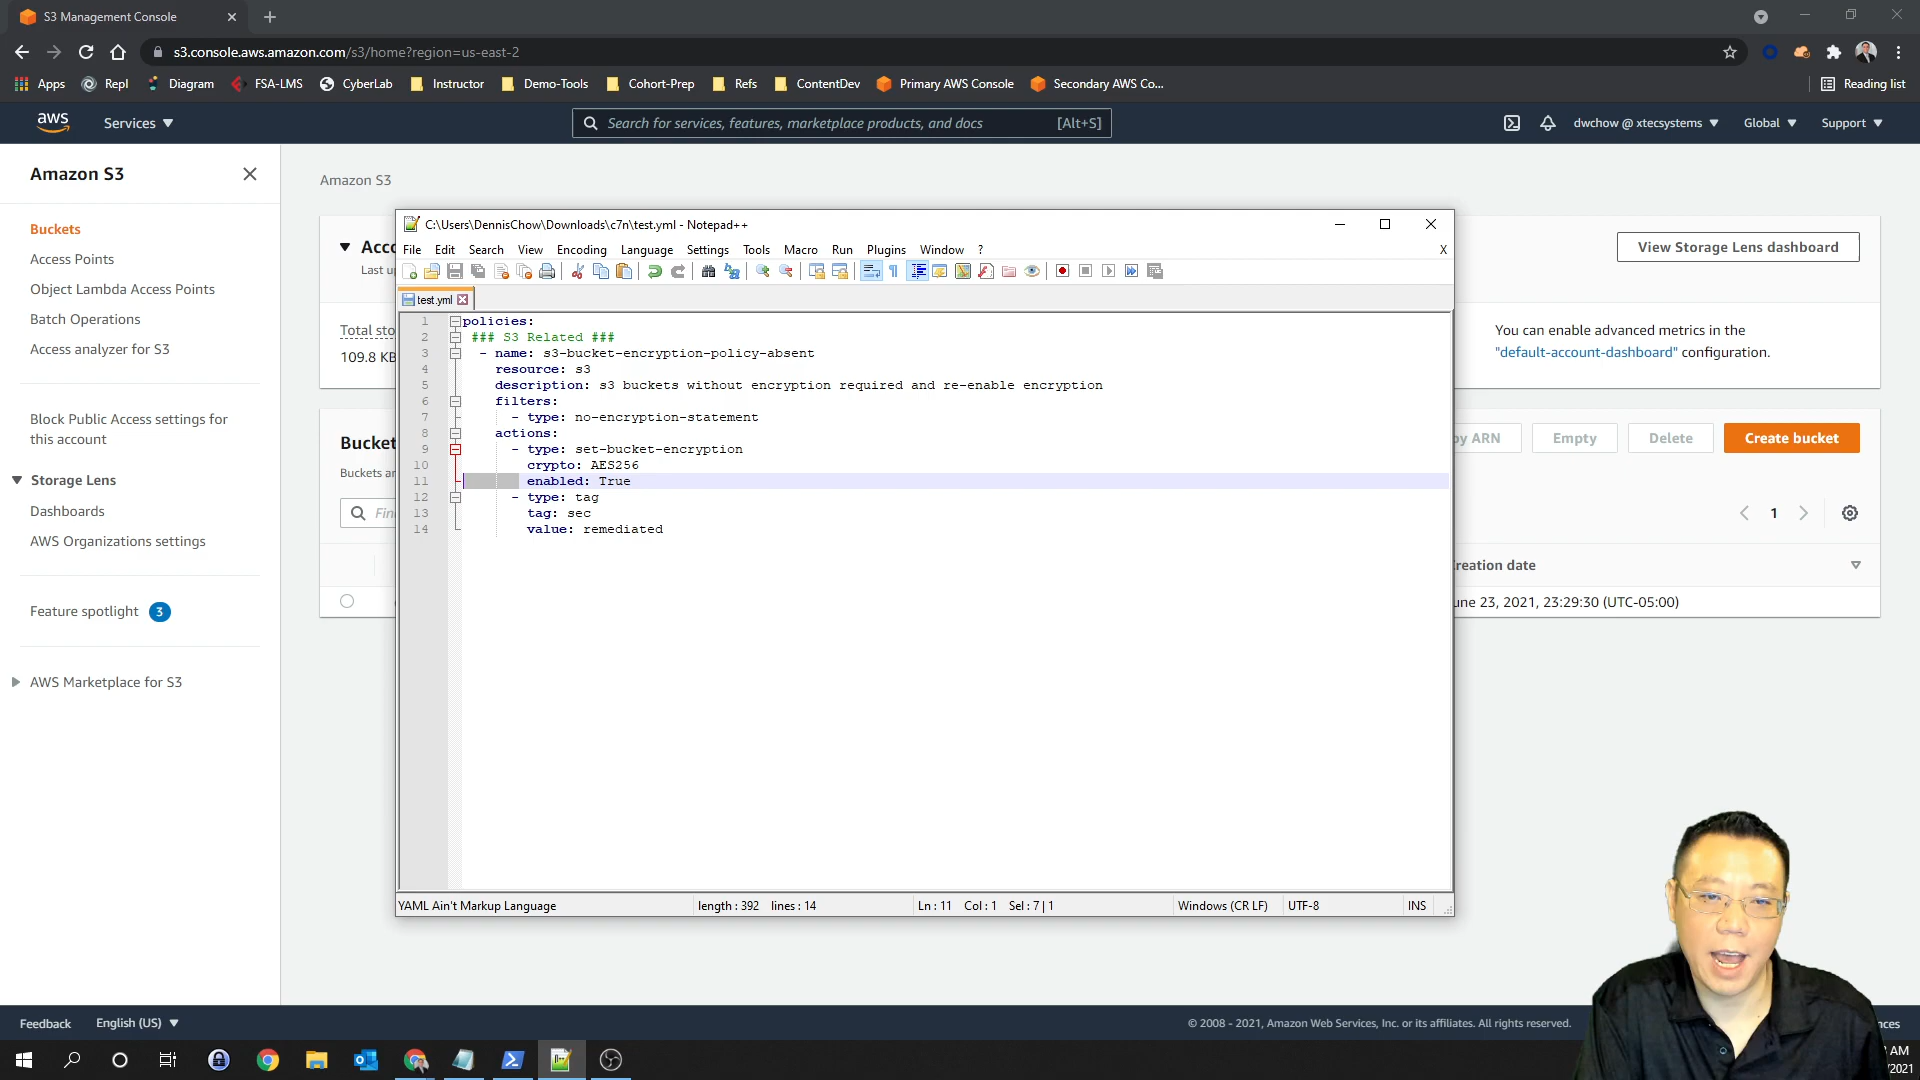 S3 Management Console
s3.console.aws.amazon.com/s3/home?region=us-east-2
Apps Repl Diagram FSA-LMS CyberLab Instructor Demo-Tools Cohort-Prep Refs ContentDev Primary AWS Console Secondary AWS Co... Reading list
aws Services Search for services, features, marketplace products, and docs [Alt+S] dwchow @ xtecsystems Global Support
Amazon S3
Buckets
Access Points
Object Lambda Access Points
Batch Operations
Access analyzer for S3
Block Public Access settings for
this account
Storage Lens
Dashboards
AWS Organizations settings
Feature spotlight 3
AWS Marketplace for S3
Amazon S3
Acc
Last u
View Storage Lens dashboard
Total sto
109.8 KB
You can enable advanced metrics in the
"default-account-dashboard" configuration.
Bucket
Buckets a
by ARN Empty Delete Create bucket
Fin
1
reation date
une 23, 2021, 23:29:30 (UTC-05:00)
C:\Users\DennisChow\Downloads\c7n\test.yml - Notepad++
File Edit Search View Encoding Language Settings Tools Macro Run Plugins Window ? X
test.yml
1 policies:
2 ### S3 Related ###
3 - name: s3-bucket-encryption-policy-absent
4 resource: s3
5 description: s3 buckets without encryption required and re-enable encryption
6 filters:
7 - type: no-encryption-statement
8 actions:
9 - type: set-bucket-encryption
10 crypto: AES256
11 enabled: True
12 - type: tag
13 tag: sec
14 value: remediated
YAML Ain't Markup Language length : 392 lines : 14 Ln : 11 Col : 1 Sel : 7 | 1 Windows (CR LF) UTF-8 INS
Feedback English (US) © 2008 - 2021, Amazon Web Services, Inc. or its affiliates. All rights reserved. nces
AM
/2021